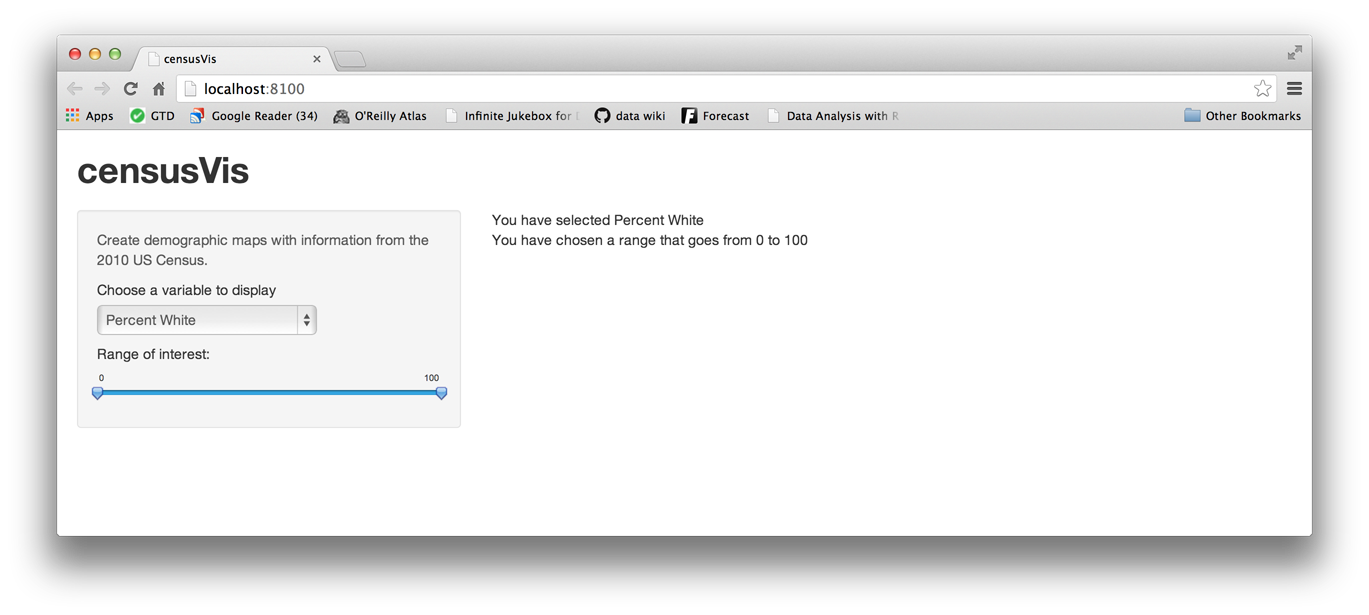 censusVis
localhost:8100
Apps GTD Google Reader (34) O'Reilly Atlas Infinite Jukebox for data wiki Forecast Data Analysis with R Other Bookmarks
censusVis
Create demographic maps with information from the
2010 US Census.
Choose a variable to display
Percent White
Range of interest:
0 100
You have selected Percent White
You have chosen a range that goes from 0 to 100